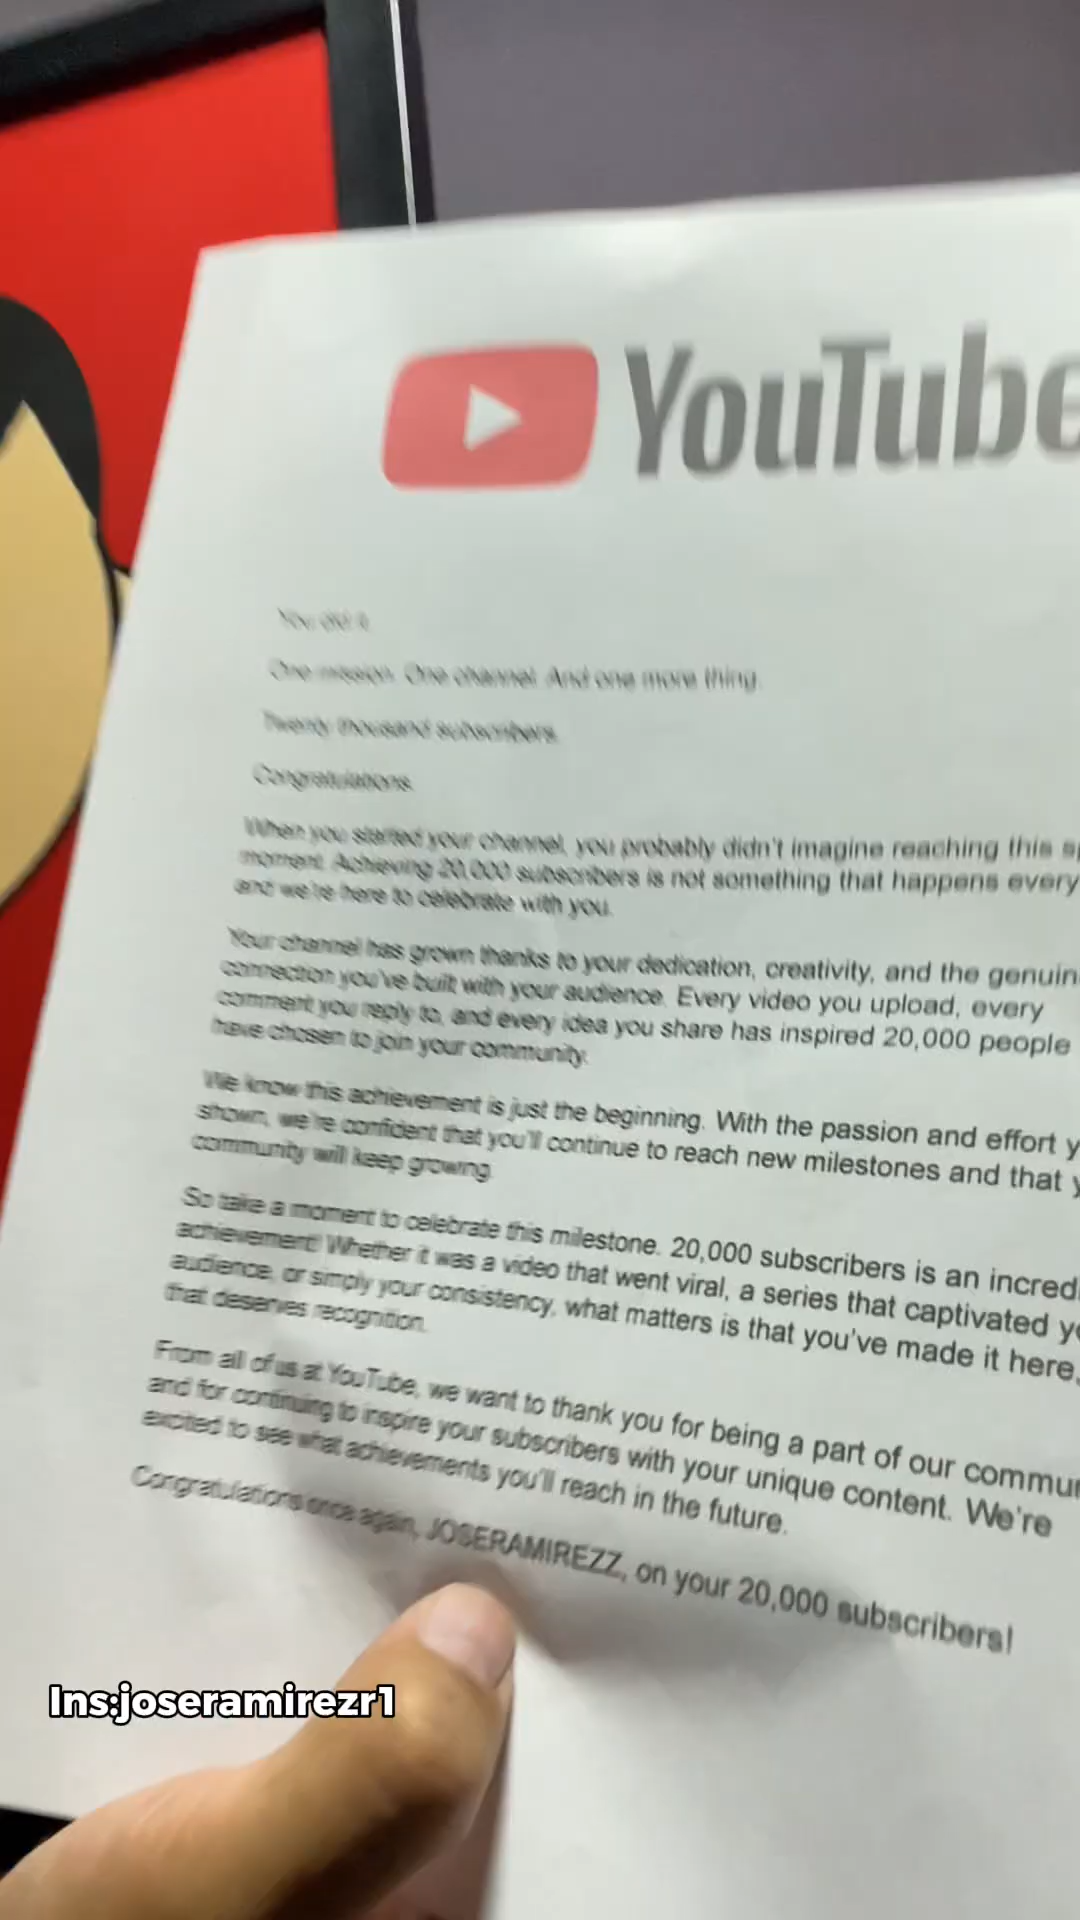 YouTube
You did it.
One mission. One channel. And one more thing.
Twenty thousand subscribers.
Congratulations.
When you started your channel, you probably didn't imagine reaching this
moment. Achieving 20,000 subscribers is not something that happens every
and we're here to celebrate with you.
Your channel has grown thanks to your dedication, creativity, and the
connection you've built with your audience. Every video you upload, every
comment you reply to, and every idea you share has inspired 20,000 people
have chosen to join your community.
We know this achievement is just the beginning. With the passion and effort
shown, we're confident that you'll continue to reach new milestones and that
community will keep growing.
So take a moment to celebrate this milestone. 20,000 subscribers is an
achievement! Whether it was a video that went viral, a series that captivated
audience, or simply your consistency, what matters is that you've made it here,
that deserves recognition.
From all of us at YouTube, we want to thank you for being a part of our
and for continuing to inspire your subscribers with your unique content. We're
excited to see what achievements you'll reach in the future.
Congratulations once again, JOSERAMIREZZ, on your 20,000 subscribers!
Ins:joseramirezr1